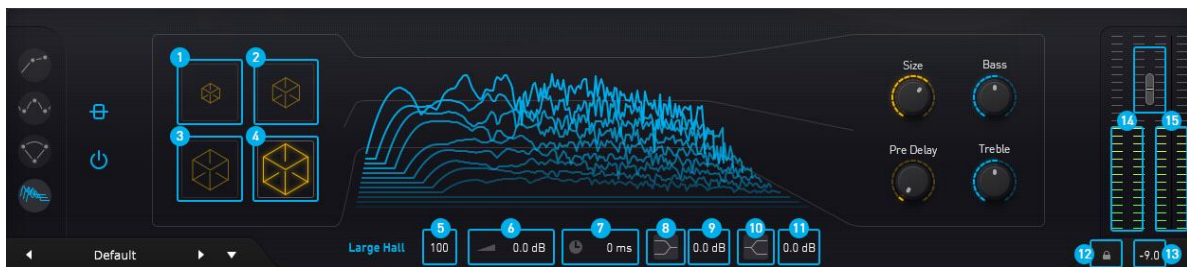 1
2
3
4
Size
Bass
Pre Delay
Treble
14
15
5
6
7
8
9
10
11
Large Hall
100
0.0 dB
0 ms
0.0 dB
0.0 dB
Default
12
-9.0
13